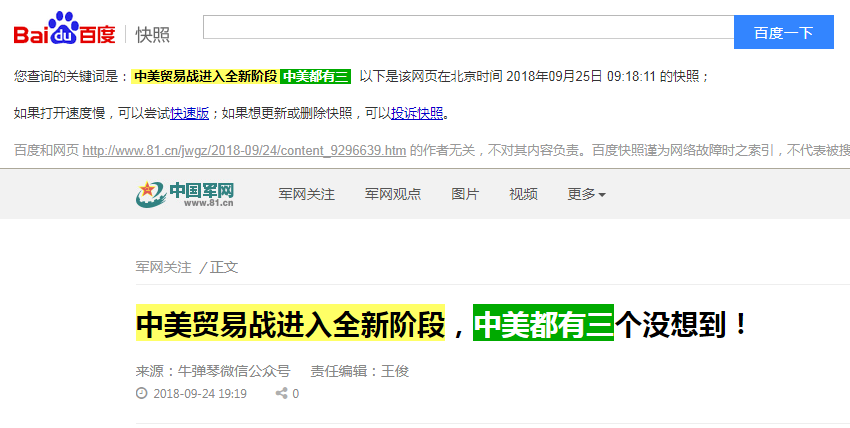 Bai du 百度 快照
百度一下
您查询的关键词是：中美贸易战进入全新阶段 中美都有三 以下是该网页在北京时间 2018年09月25日 09:18:11 的快照；
如果打开速度慢，可以尝试快速版；如果想更新或删除快照，可以投诉快照。
百度和网页 http://www.81.cn/jwgz/2018-09/24/content_9296639.htm 的作者无关，不对其内容负责。百度快照谨为网络故障时之索引，不代表被搜
中国军网 军网关注 军网观点 图片 视频 更多
www.81.cn
军网关注 / 正文
中美贸易战进入全新阶段，中美都有三个没想到！
来源：牛弹琴微信公众号 责任编辑：王俊
2018-09-24 19:19 0